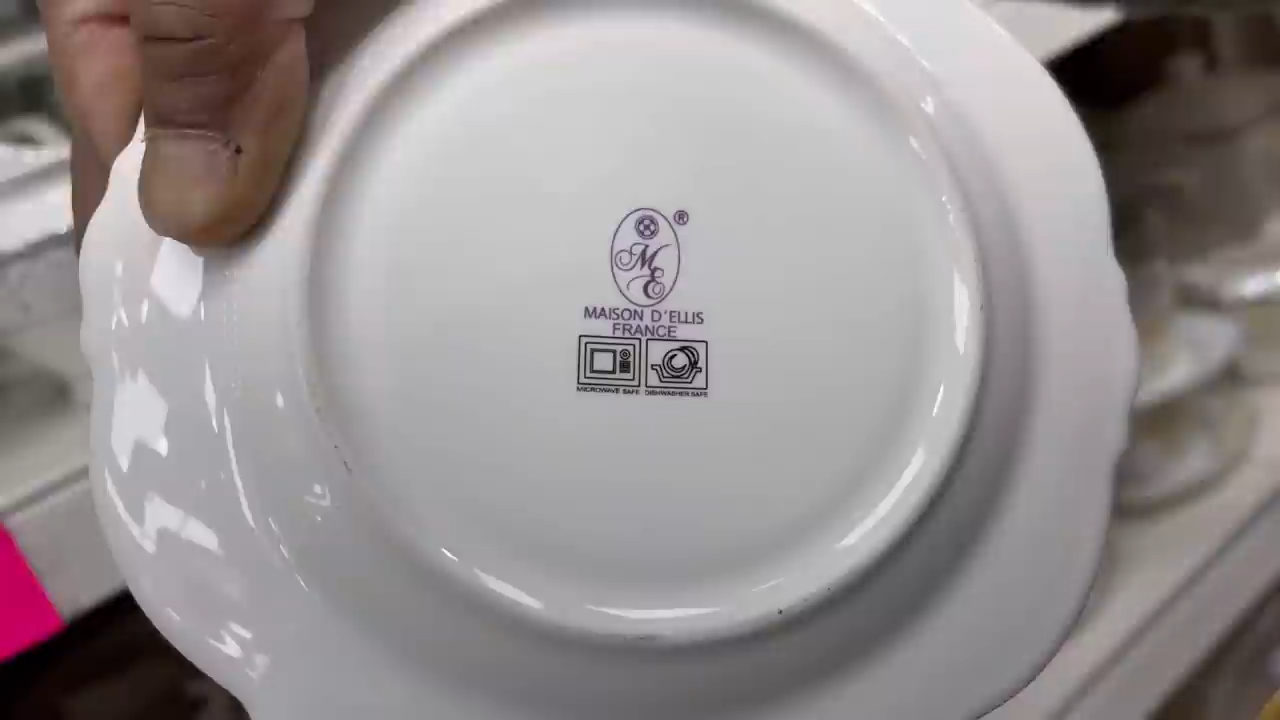 ®
ME
MAISON D'ELLIS
FRANCE
MICROWAVE SAFE DISHWASHER SAFE